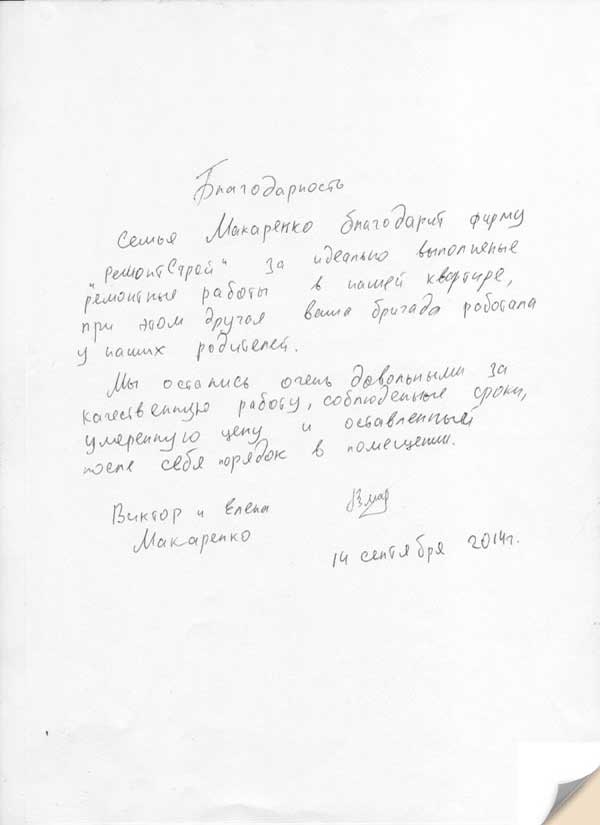 Благодарность
Семья Макаренко благодарит фирму
"РемонтСтрой" за идеально выполненые
ремонтные работы в нашей квартире,
при этом другая ваша бригада работала
у наших родителей.
Мы остались очень довольными за
качественную работу, соблюденные сроки,
умеренную цену и оставленный
после себя порядок в помещении.
Виктор и Елена
Макаренко
14 сентября 2014г.